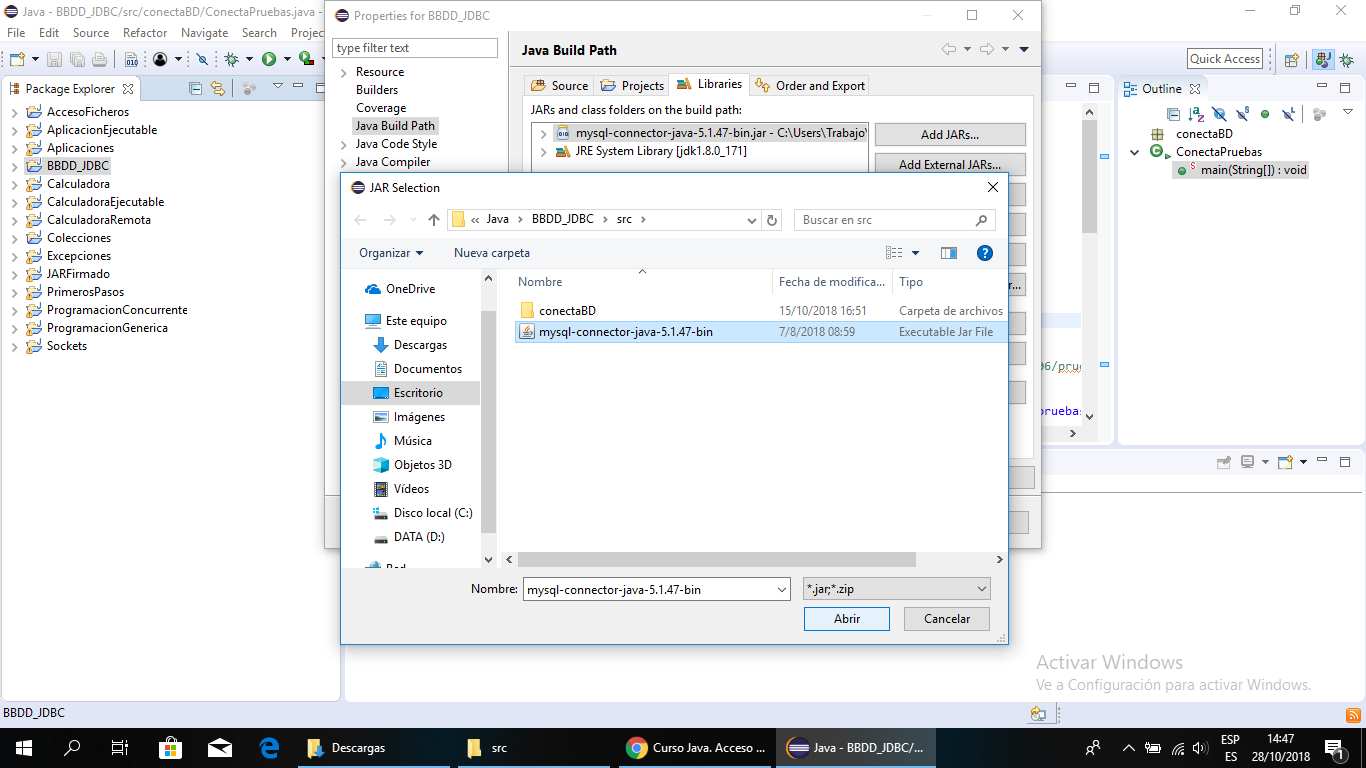 Java - BBDD_JDBC/src/conectaBD/ConectaPruebas.java -
File Edit Source Refactor Navigate Search Projec
Quick Access
Package Explorer
AccesoFicheros
AplicacionEjecutable
Aplicaciones
BBDD_JDBC
Calculadora
CalculadoraEjecutable
CalculadoraRemota
Colecciones
Excepciones
JARFirmado
PrimerosPasos
ProgramacionConcurrente
ProgramacionGenerica
Sockets
Properties for BBDD_JDBC
type filter text
Resource
Builders
Coverage
Java Build Path
Java Code Style
Java Compiler
Java Build Path
Source Projects Libraries Order and Export
JARs and class folders on the build path:
mysql-connector-java-5.1.47-bin.jar - C:\Users\Trabajo\
JRE System Library [jdk1.8.0_171]
Add JARs...
Add External JARs...
r...
Outline
conectaBD
ConectaPruebas
main(String[]) : void
06/prue
pruebas
JAR Selection
« Java > BBDD_JDBC > src >
Buscar en src
Organizar Nueva carpeta
OneDrive
Este equipo
Descargas
Documentos
Escritorio
Imágenes
Música
Objetos 3D
Vídeos
Disco local (C:)
DATA (D:)
Red
Nombre Fecha de modifica... Tipo
conectaBD 15/10/2018 16:51 Carpeta de archivos
mysql-connector-java-5.1.47-bin 7/8/2018 08:59 Executable Jar File
Nombre: mysql-connector-java-5.1.47-bin *.jar;*.zip
Abrir Cancelar
Activar Windows
Ve a Configuración para activar Windows.
BBDD_JDBC
Descargas src Curso Java. Acceso ... Java - BBDD_JDBC/...
ESP
ES
14:47
28/10/2018
1